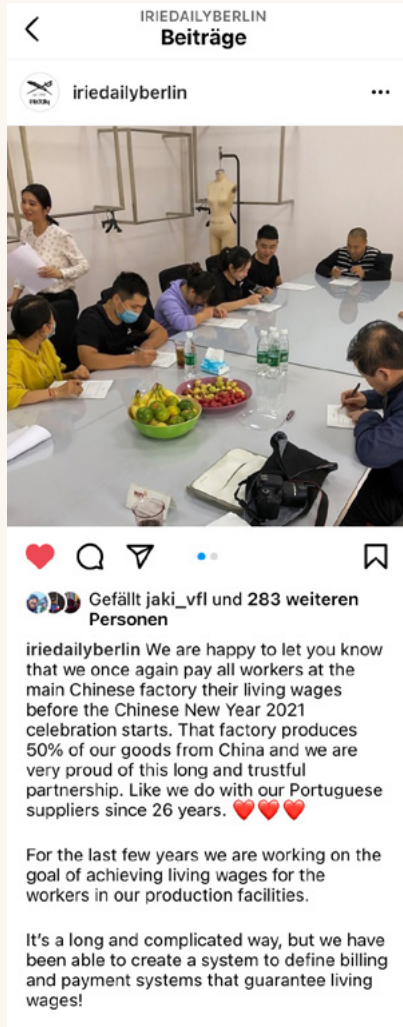 IRIEDAILYBERLIN
Beiträge
iriedailyberlin
Gefällt jaki_vfl und 283 weiteren
Personen
iriedailyberlin We are happy to let you know
that we once again pay all workers at the
main Chinese factory their living wages
before the Chinese New Year 2021
celebration starts. That factory produces
50% of our goods from China and we are
very proud of this long and trustful
partnership. Like we do with our Portuguese
suppliers since 26 years. ❤️❤️❤️
For the last few years we are working on the
goal of achieving living wages for the
workers in our production facilities.
It's a long and complicated way, but we have
been able to create a system to define billing
and payment systems that guarantee living
wages!